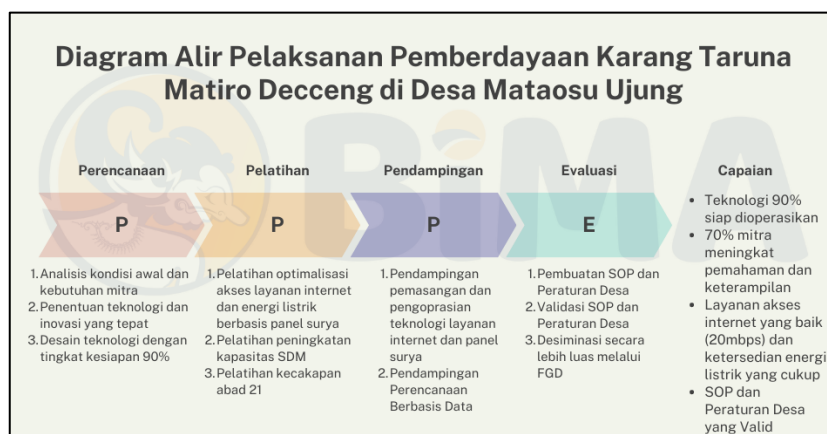 Diagram Alir Pelaksanan Pemberdayaan Karang Taruna
Matiro Decceng di Desa Mataosu Ujung
BIMA
Perencanaan
P
1. Analisis kondisi awal dan
kebutuhan mitra
2. Penentuan teknologi dan
inovasi yang tepat
3. Desain teknologi dengan
tingkat kesiapan 90%
Pelatihan
P
1. Pelatihan optimalisasi
akses layanan internet
dan energi listrik
berbasis panel surya
2. Pelatihan peningkatan
kapasitas SDM
3. Pelatihan kecakapan
abad 21
Pendampingan
P
1. Pendampingan
pemasangan dan
pengoprasian
teknologi layanan
internet dan panel
surya
2. Pendampingan
Perencanaan
Berbasis Data
Evaluasi
E
1. Pembuatan SOP dan
Peraturan Desa
2. Validasi SOP dan
Peraturan Desa
3. Desiminasi secara
lebih luas melalui
FGD
Capaian
• Teknologi 90%
siap dioperasikan
• 70% mitra
meningkat
pemahaman dan
keterampilan
• Layanan akses
internet yang baik
(20mbps) dan
ketersedian energi
listrik yang cukup
• SOP dan
Peraturan Desa
yang Valid